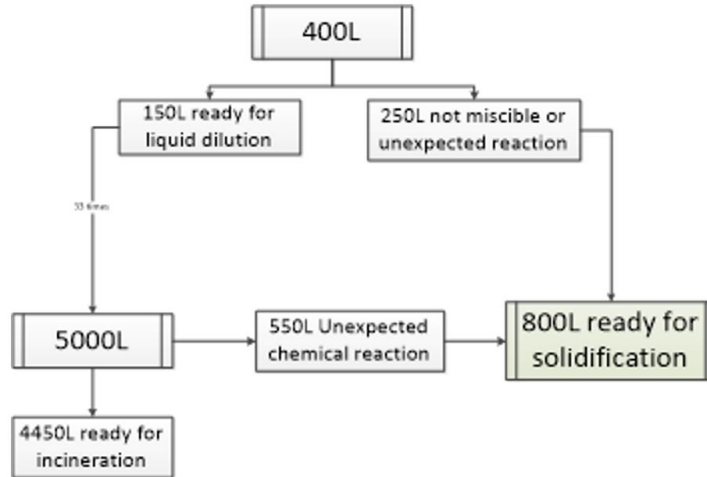 400L
150L ready for
liquid dilution
250L not miscible or
unexpected reaction
33 times
5000L
550L Unexpected
chemical reaction
800L ready for
solidification
4450L ready for
incineration